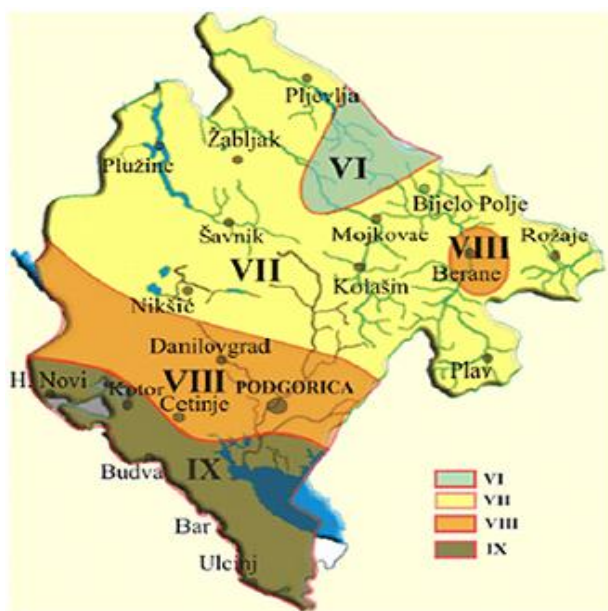 Pljevlja
Žabljak
Plužine
VI
Bijelo Polje
Šavnik
Mojkovac
VIII
Rožaje
VII
Berane
Kolašin
Nikšić
Danilovgrad
Plav
H. Novi
VIII
PODGORICA
Kotor
Cetinje
Budva
IX
VI
VII
Bar
VIII
IX
Ulcinj